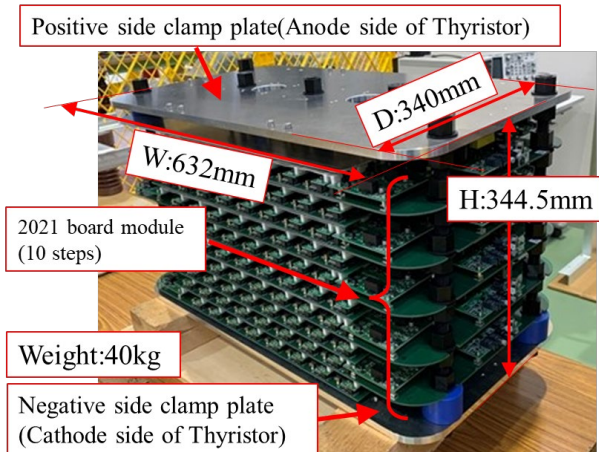 Positive side clamp plate(Anode side of Thyristor)
D:340mm
W:632mm
H:344.5mm
2021 board module
(10 steps)
Weight:40kg
Negative side clamp plate
(Cathode side of Thyristor)